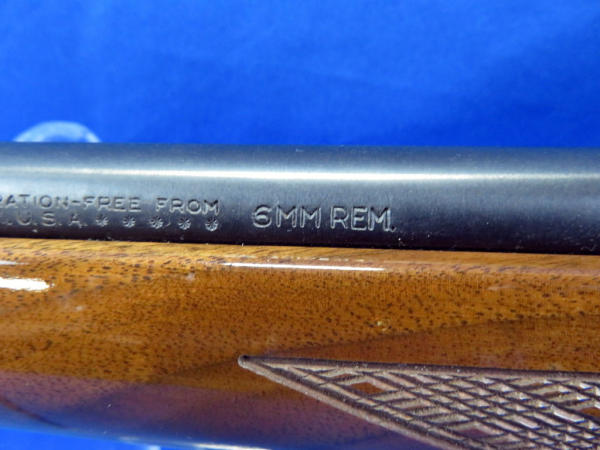 RATION-FREE FROM
U.S.A. ❉ ❉ ❉ ❉ ❉
6MM REM.